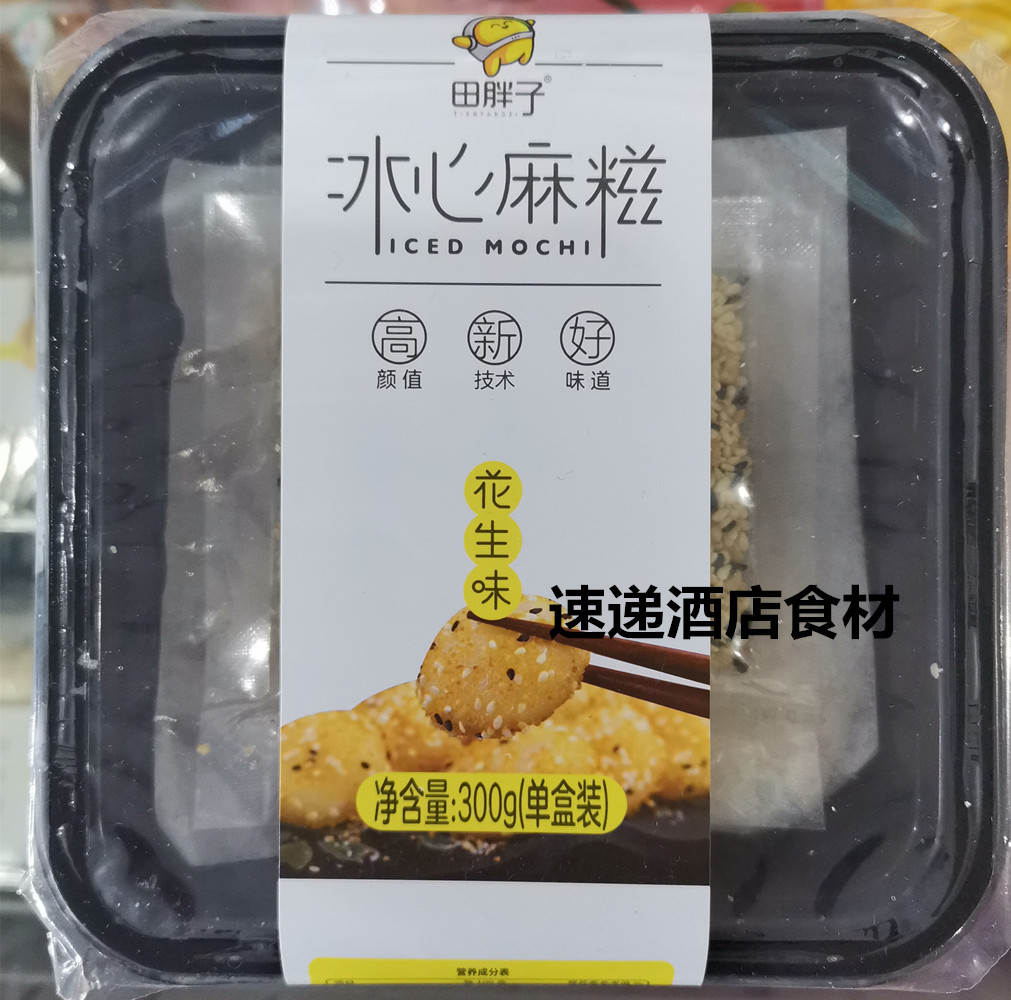 田胖子®
TIANPANGZI
冰心麻糍
ICED MOCHI
高 新 好
颜值 技术 味道
花生味
速递酒店食材
净含量:300g(单盒装)
营养成分表